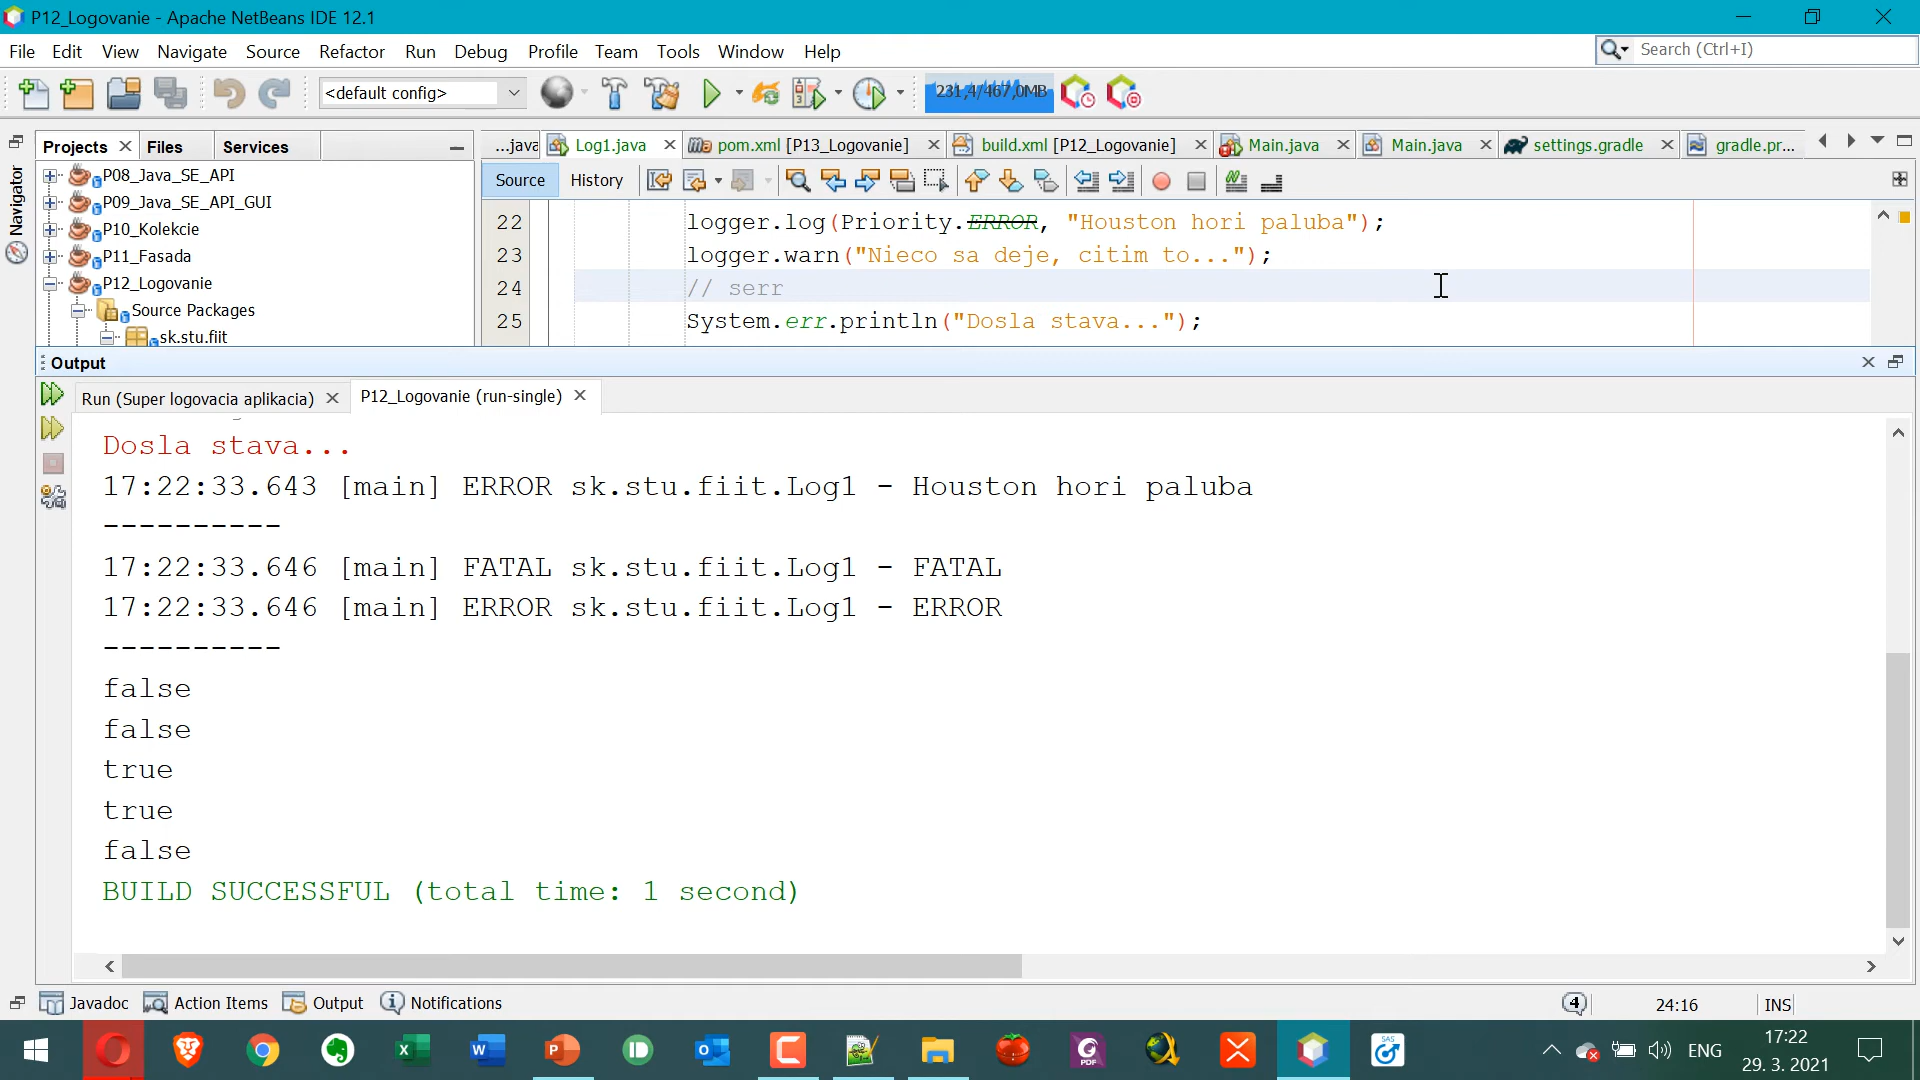 P12_Logovanie - Apache NetBeans IDE 12.1
File Edit View Navigate Source Refactor Run Debug Profile Team Tools Window Help
Search (Ctrl+I)
<default config>
231,4/467,0MB
Projects Files Services
...java Log1.java pom.xml [P13_Logovanie] build.xml [P12_Logovanie] Main.java Main.java settings.gradle gradle.pr...
Navigator
Source History
P08_Java_SE_API
P09_Java_SE_API_GUI
P10_Kolekcie
P11_Fasada
P12_Logovanie
Source Packages
sk.stu.fiit
22 logger.log(Priority.ERROR, "Houston hori paluba");
23 logger.warn("Nieco sa deje, citim to...");
24 // serr
25 System.err.println("Dosla stava...");
Output
Run (Super logovacia aplikacia) P12_Logovanie (run-single)
Dosla stava...
17:22:33.643 [main] ERROR sk.stu.fiit.Log1 - Houston hori paluba
----------
17:22:33.646 [main] FATAL sk.stu.fiit.Log1 - FATAL
17:22:33.646 [main] ERROR sk.stu.fiit.Log1 - ERROR
----------
false
false
true
true
false
BUILD SUCCESSFUL (total time: 1 second)
Javadoc Action Items Output Notifications
4 24:16 INS
ENG
17:22
29. 3. 2021